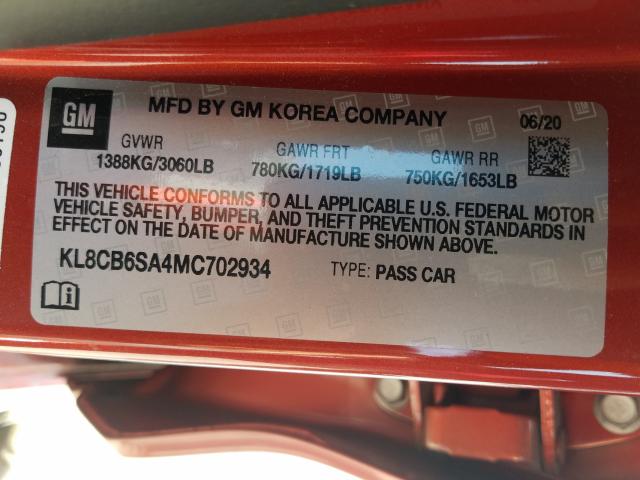 GM
MFD BY GM KOREA COMPANY
06/20
GVWR GAWR FRT GAWR RR
1388KG/3060LB 780KG/1719LB 750KG/1653LB
THIS VEHICLE CONFORMS TO ALL APPLICABLE U.S. FEDERAL MOTOR
VEHICLE SAFETY, BUMPER, AND THEFT PREVENTION STANDARDS IN
EFFECT ON THE DATE OF MANUFACTURE SHOWN ABOVE.
KL8CB6SA4MC702934
TYPE: PASS CAR